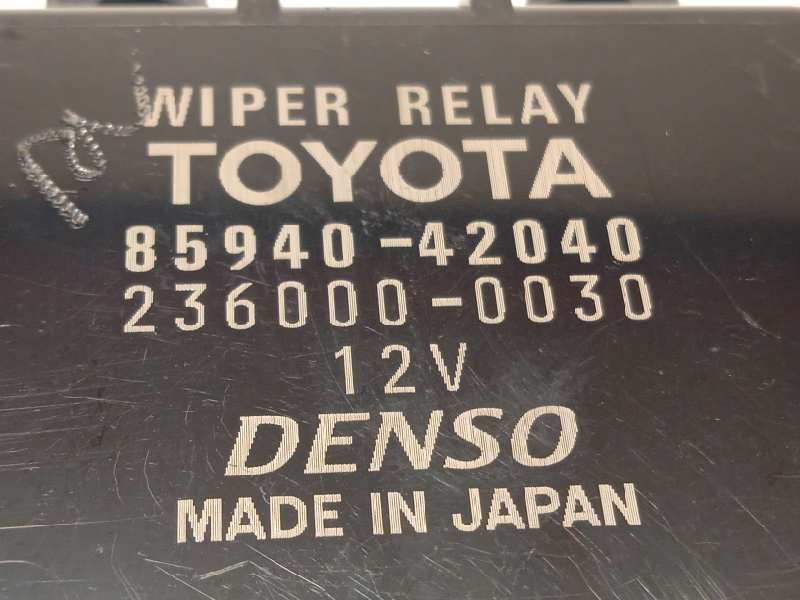 WIPER RELAY
TOYOTA
85940-42040
236000-0030
12V
DENSO
MADE IN JAPAN